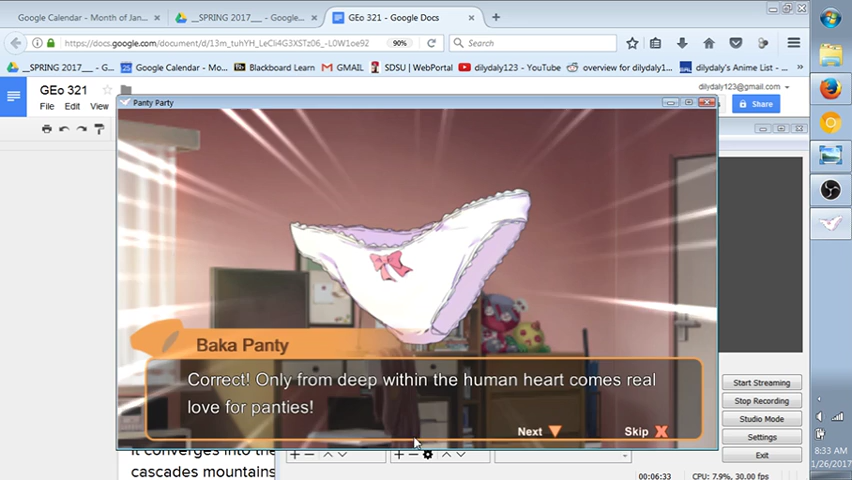 Google Calendar - Month of Jan...
__SPRING 2017___ - Google...
GEo 321 - Google Docs
https://docs.google.com/document/d/13m_tuhYH_LeCli4G3XSTz06_-L0W1oe92
90%
Search
__SPRING 2017___ - G...
Google Calendar - Mont...
Blackboard Learn
GMAIL
SDSU | WebPortal
dilydaly123 - YouTube
overview for dilydaly1...
dilydaly's Anime List -...
GEo 321
dilydaly123@gmail.com
File Edit View
Share
Panty Party
Baka Panty
Correct! Only from deep within the human heart comes real
love for panties!
Next
Skip X
Start Streaming
Stop Recording
Studio Mode
Settings
Exit
It converges into the
cascades mountains
00:06:33
CPU: 7.9%, 30.00 fps
8:33 AM
1/26/2017